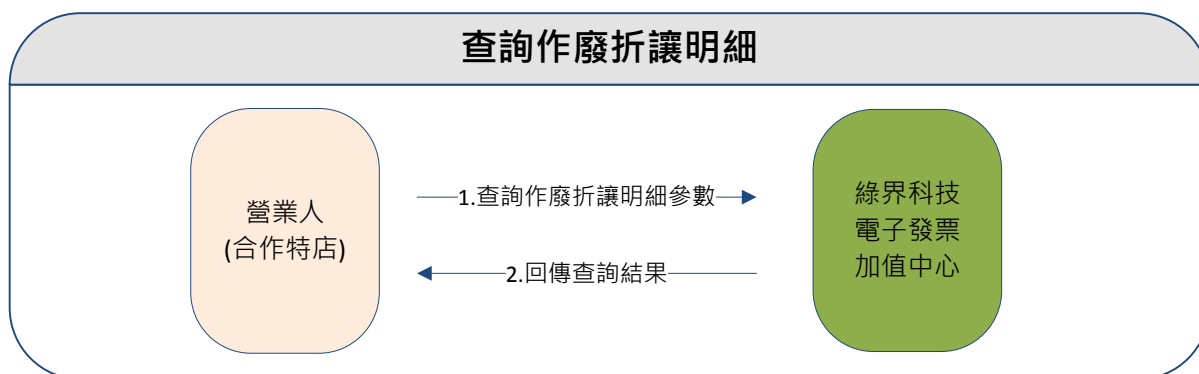 查詢作廢折讓明細
營業人
(合作特店)
1.查詢作廢折讓明細參數
2.回傳查詢結果
綠界科技
電子發票
加值中心